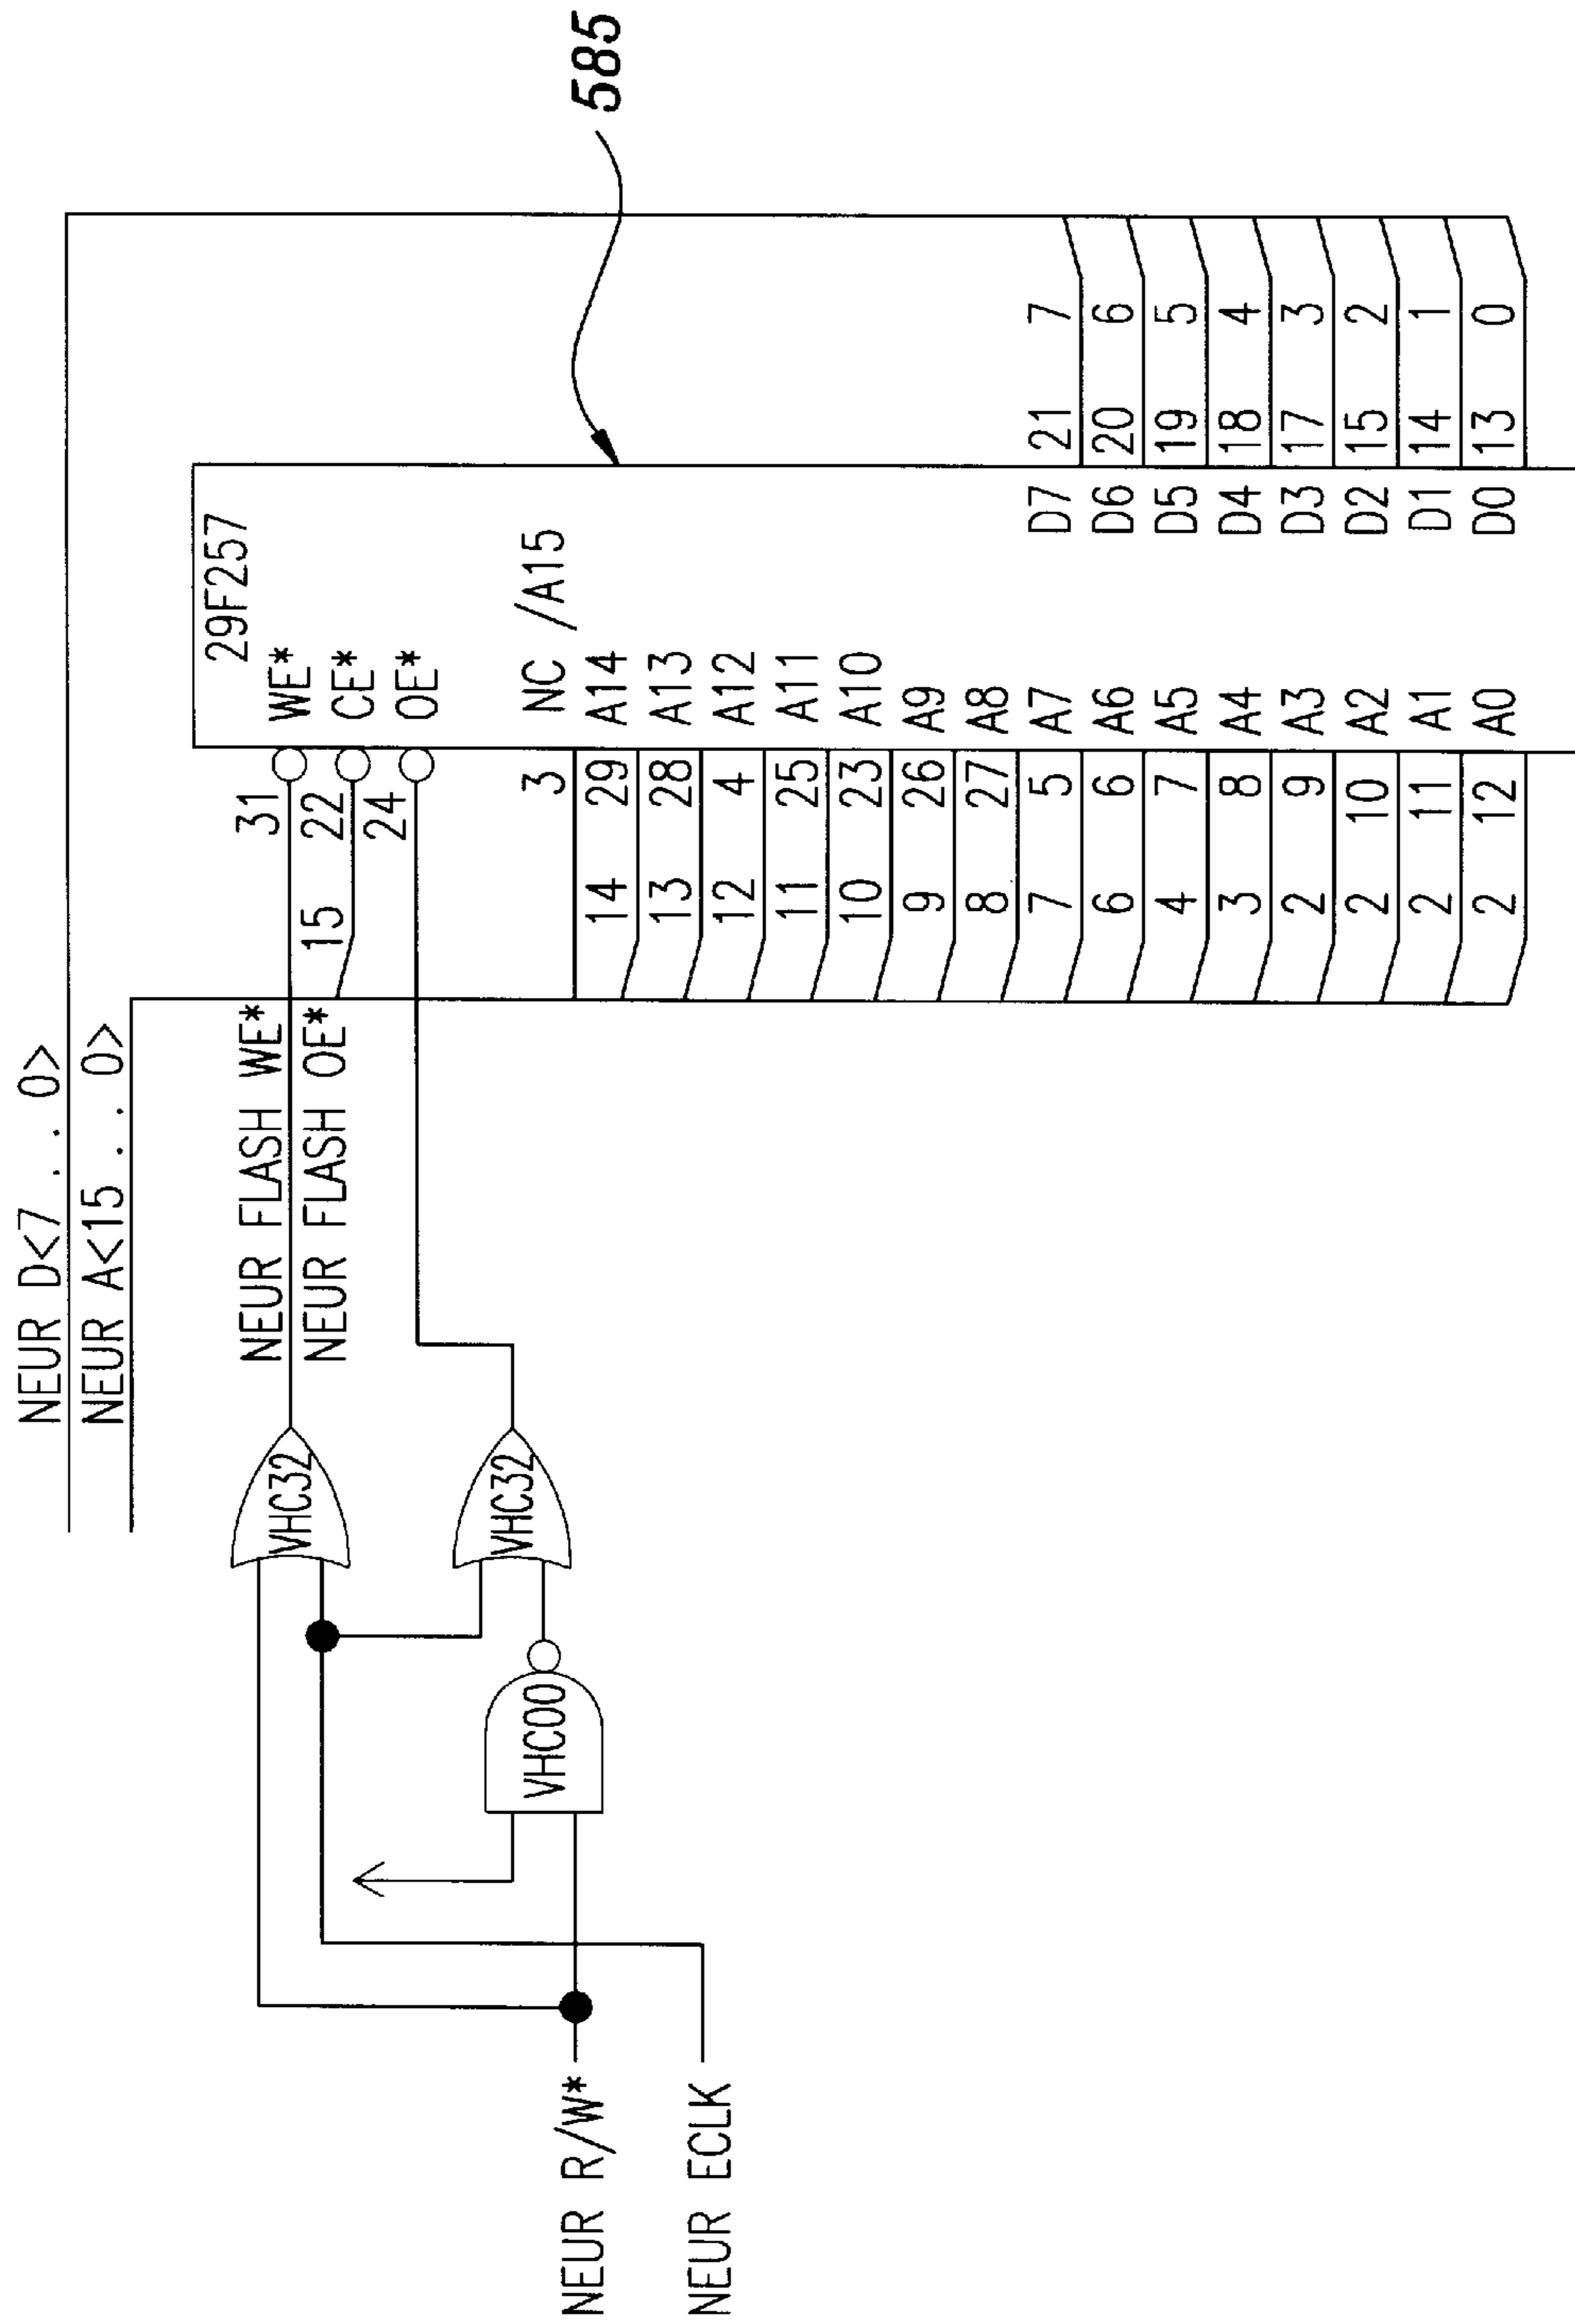 NEUR D<7 . . . 0>
NEUR A<15 . . . 0>
585
29F257
NEUR FLASH WE*
31
WE*
NEUR FLASH OE*
15
22
CE*
24
OE*
VHC32
VHC32
VHC00
NEUR R/W*
NEUR ECLK
3
NC /A15
14 29 A14
13 28 A13
12 4 A12
11 25 A11
10 23 A10
9 26 A9
8 27 A8
7 5 A7
6 6 A6
4 7 A5
3 8 A4
2 9 A3
2 10 A2
2 11 A1
2 12 A0
D7 21 7
D6 20 6
D5 19 5
D4 18 4
D3 17 3
D2 15 2
D1 14 1
D0 13 0